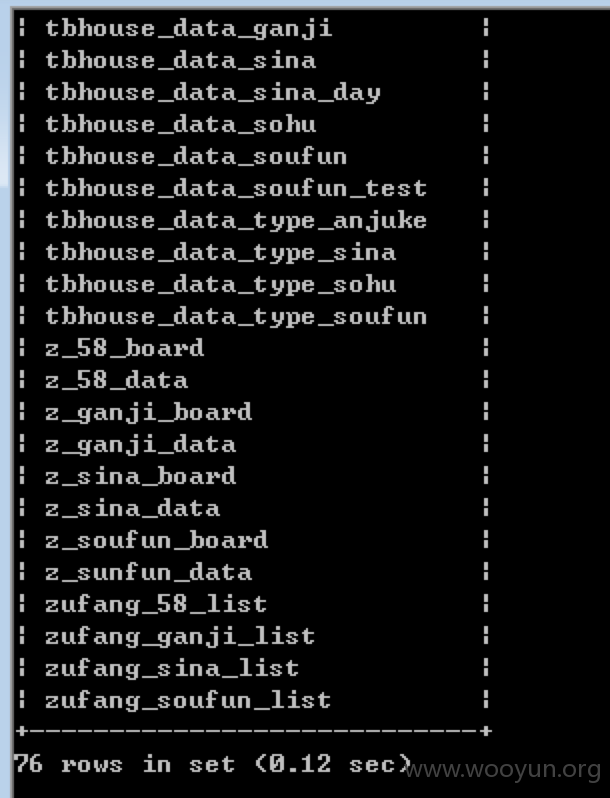 ¦ tbhouse_data_ganji ¦
¦ tbhouse_data_sina ¦
¦ tbhouse_data_sina_day ¦
¦ tbhouse_data_sohu ¦
¦ tbhouse_data_soufun ¦
¦ tbhouse_data_soufun_test ¦
¦ tbhouse_data_type_anjuke ¦
¦ tbhouse_data_type_sina ¦
¦ tbhouse_data_type_sohu ¦
¦ tbhouse_data_type_soufun ¦
¦ z_58_board ¦
¦ z_58_data ¦
¦ z_ganji_board ¦
¦ z_ganji_data ¦
¦ z_sina_board ¦
¦ z_sina_data ¦
¦ z_soufun_board ¦
¦ z_sunfun_data ¦
¦ zufang_58_list ¦
¦ zufang_ganji_list ¦
¦ zufang_sina_list ¦
¦ zufang_soufun_list ¦
+----------------------------+
76 rows in set (0.12 sec)
www.wooyun.org